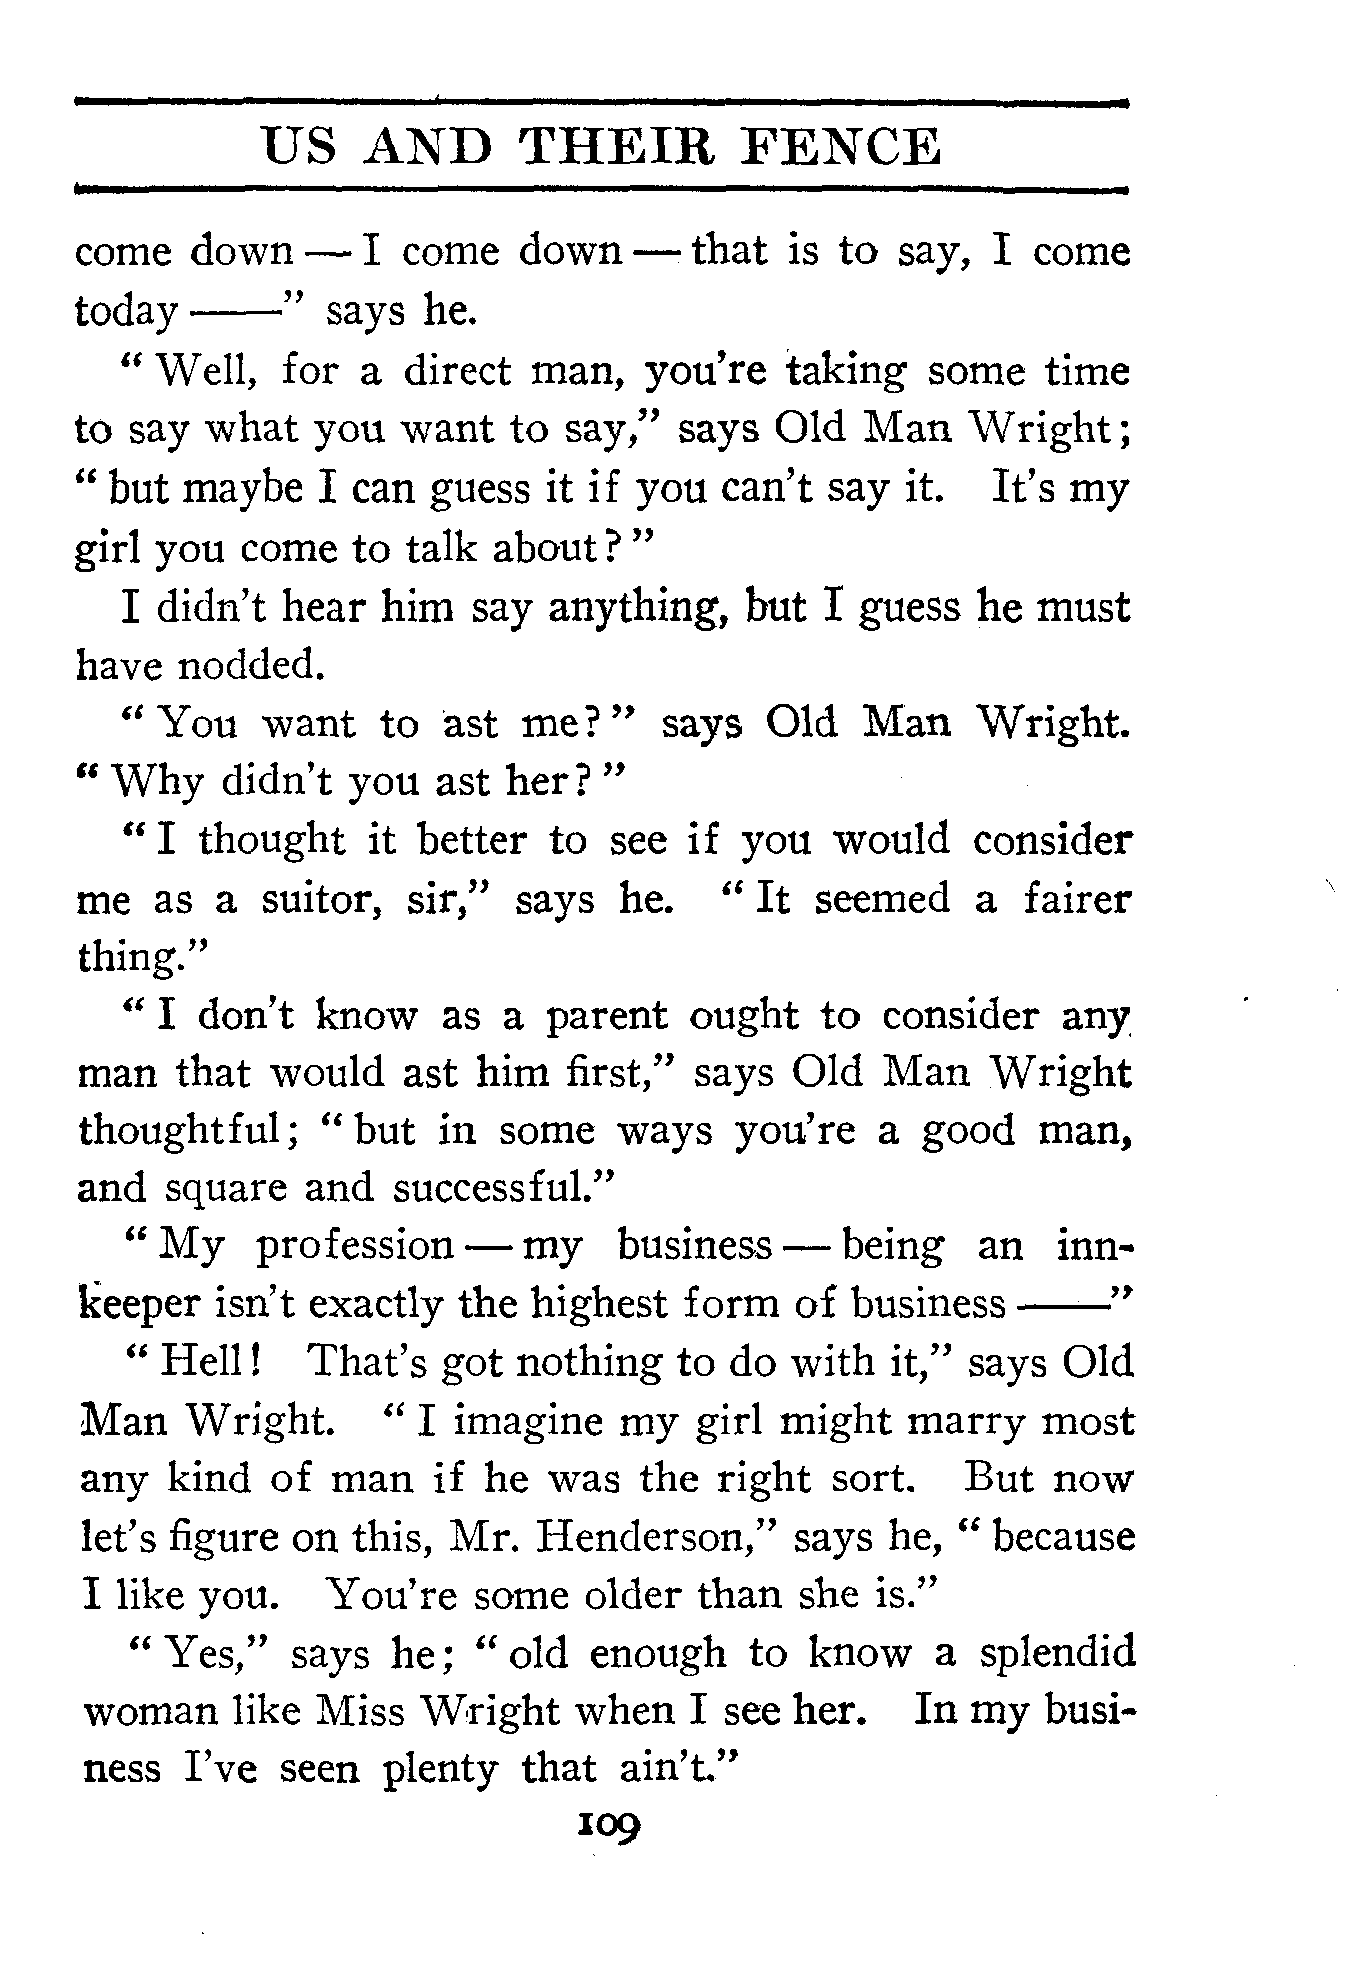 US AND THEIR FENCE
come down — I come down — that is to say, I come
today ——" says he.
"Well, for a direct man, you're taking some time
to say what you want to say," says Old Man Wright;
"but maybe I can guess it if you can't say it. It's my
girl you come to talk about?"
I didn't hear him say anything, but I guess he must
have nodded.
"You want to ast me?" says Old Man Wright.
"Why didn't you ast her?"
"I thought it better to see if you would consider
me as a suitor, sir," says he. "It seemed a fairer
thing."
"I don't know as a parent ought to consider any
man that would ast him first," says Old Man Wright
thoughtful; "but in some ways you're a good man,
and square and successful."
"My profession — my business — being an inn-
keeper isn't exactly the highest form of business ——"
"Hell! That's got nothing to do with it," says Old
Man Wright. "I imagine my girl might marry most
any kind of man if he was the right sort. But now
let's figure on this, Mr. Henderson," says he, "because
I like you. You're some older than she is."
"Yes," says he; "old enough to know a splendid
woman like Miss Wright when I see her. In my busi-
ness I've seen plenty that ain't."
109